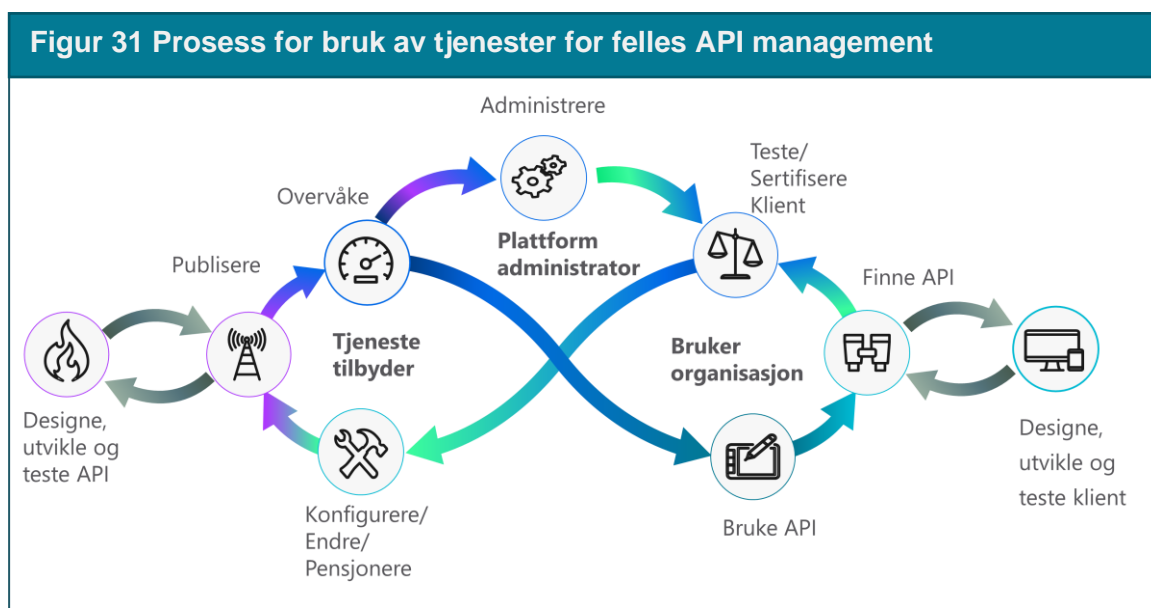 Figur 31 Prosess for bruk av tjenester for felles API management
Administrere
Teste/
Sertifisere
Klient
Overvåke
Plattform
administrator
Publisere
Finne API
Tjeneste
tilbyder
Bruker
organisasjon
Designe,
utvikle og
teste API
Designe,
utvikle og
teste klient
Konfigurere/
Endre/
Pensjonere
Bruke API